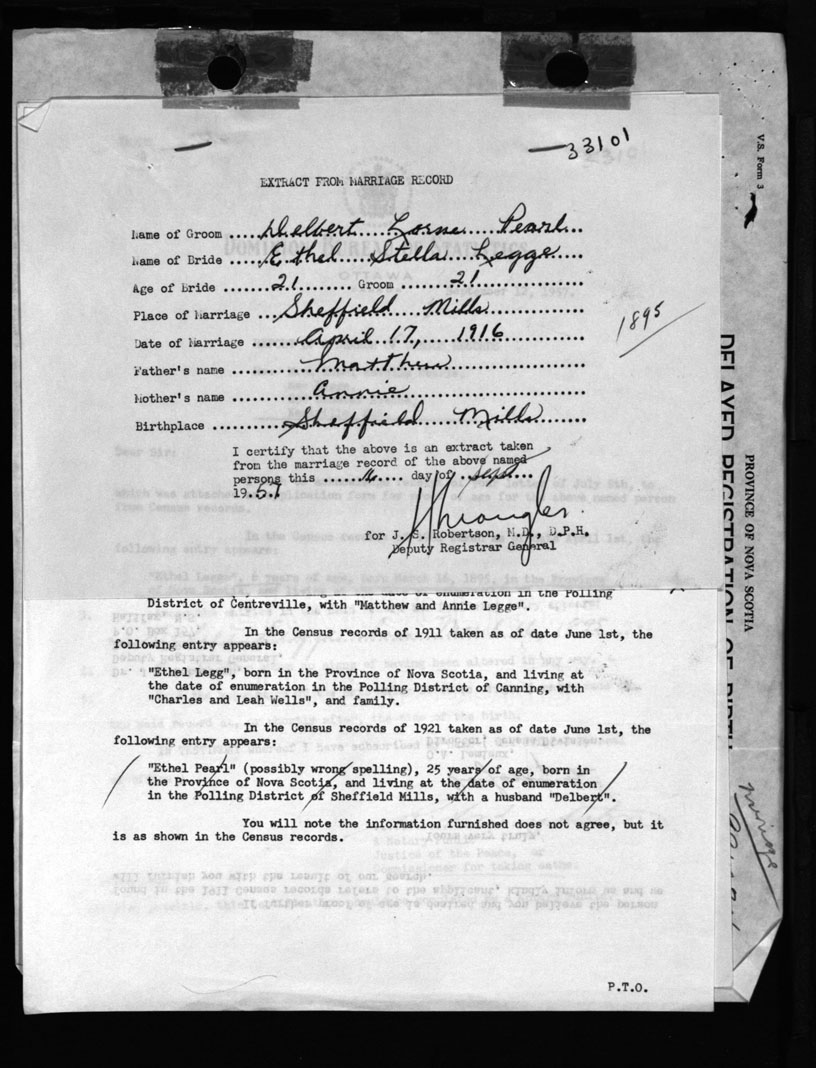 33101
EXTRACT FROM MARRIAGE RECORD
Name of Groom .....Delbert....Lorne....Pearl...
Name of Bride .....Ethel....Stella....Legge....
Age of Bride .......21........ Groom .......21...............
Place of Marriage ...Sheffield....Mills..............
Date of Marriage .......April 17,....1916...........
Father's name ...........Matthew..................
Mother's name ...........Annie........................
Birthplace ..........Sheffield....Mills......
I certify that the above is an extract taken
from the marriage record of the above named
persons this .....16..... day of ..Sept....
19.57
for J. S. Robertson, M.D., D.P.H.
Deputy Registrar General
1895
enumeration in the Polling
District of Centreville, with "Matthew and Annie Legge".
In the Census records of 1911 taken as of date June 1st, the
following entry appears:
"Ethel Legg", born in the Province of Nova Scotia, and living at
the date of enumeration in the Polling District of Canning, with
"Charles and Leah Wells", and family.
In the Census records of 1921 taken as of date June 1st, the
following entry appears:
"Ethel Pearl" (possibly wrong spelling), 25 years of age, born in
the Province of Nova Scotia, and living at the date of enumeration
in the Polling District of Sheffield Mills, with a husband "Delbert".
You will note the information furnished does not agree, but it
is as shown in the Census records.
P.T.O.
V.S. Form 3
PROVINCE OF NOVA SCOTIA
DELAYED REGISTRATION OF BIRTH